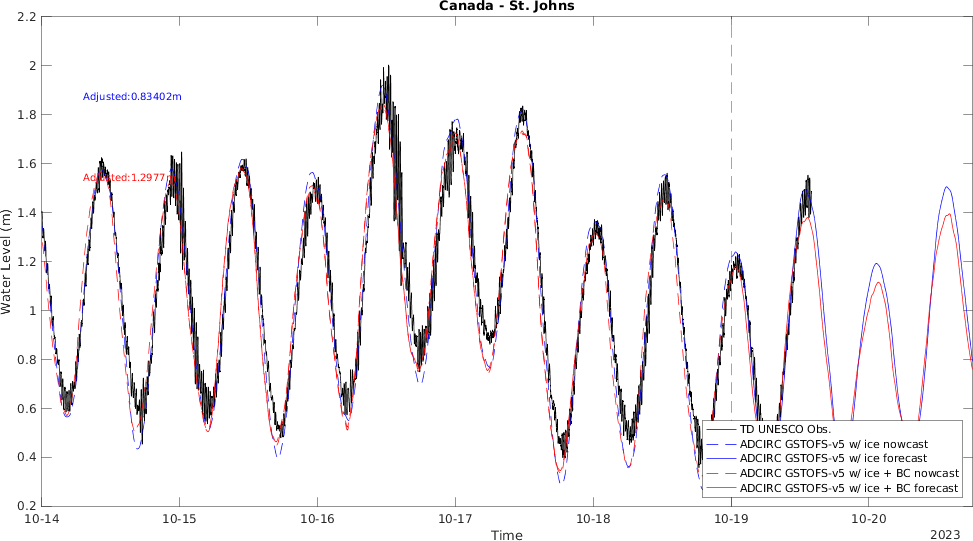 Canada - St. Johns
2.2
2
1.8
1.6
1.4
1.2
1
0.8
0.6
0.4
0.2
Water Level (m)
Adjusted:0.83402m
Adjusted:1.2977m
TD UNESCO Obs.
ADCIRC GSTOFS-v5 w/ ice nowcast
ADCIRC GSTOFS-v5 w/ ice forecast
ADCIRC GSTOFS-v5 w/ ice + BC nowcast
ADCIRC GSTOFS-v5 w/ ice + BC forecast
10-14 10-15 10-16 10-17 10-18 10-19 10-20
Time
2023